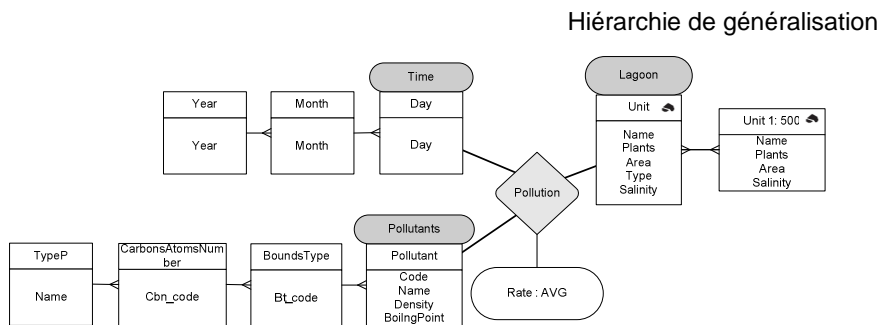 Hiérarchie de généralisation
Time
Lagoon
Year
Month
Day
Unit
Unit 1: 500
Year
Month
Day
Name
Plants
Area
Type
Salinity
Name
Plants
Area
Salinity
Pollution
Pollutants
TypeP
CarbonsAtomsNum
ber
BoundsType
Pollutant
Name
Cbn_code
Bt_code
Code
Name
Density
BoilngPoint
Rate : AVG